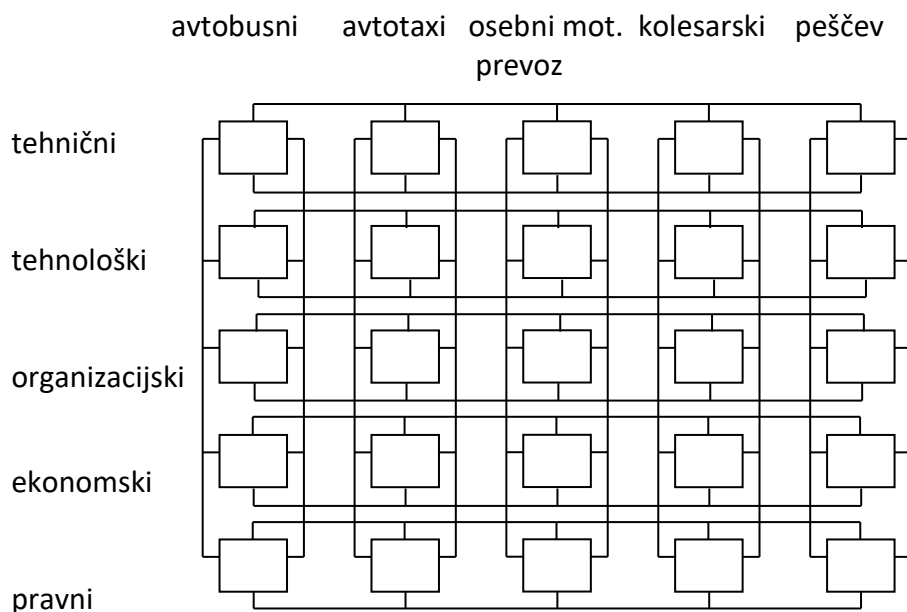 avtobusni avtotaxi osebni mot. kolesarski peščev
prevoz
tehnični
tehnološki
organizacijski
ekonomski
pravni